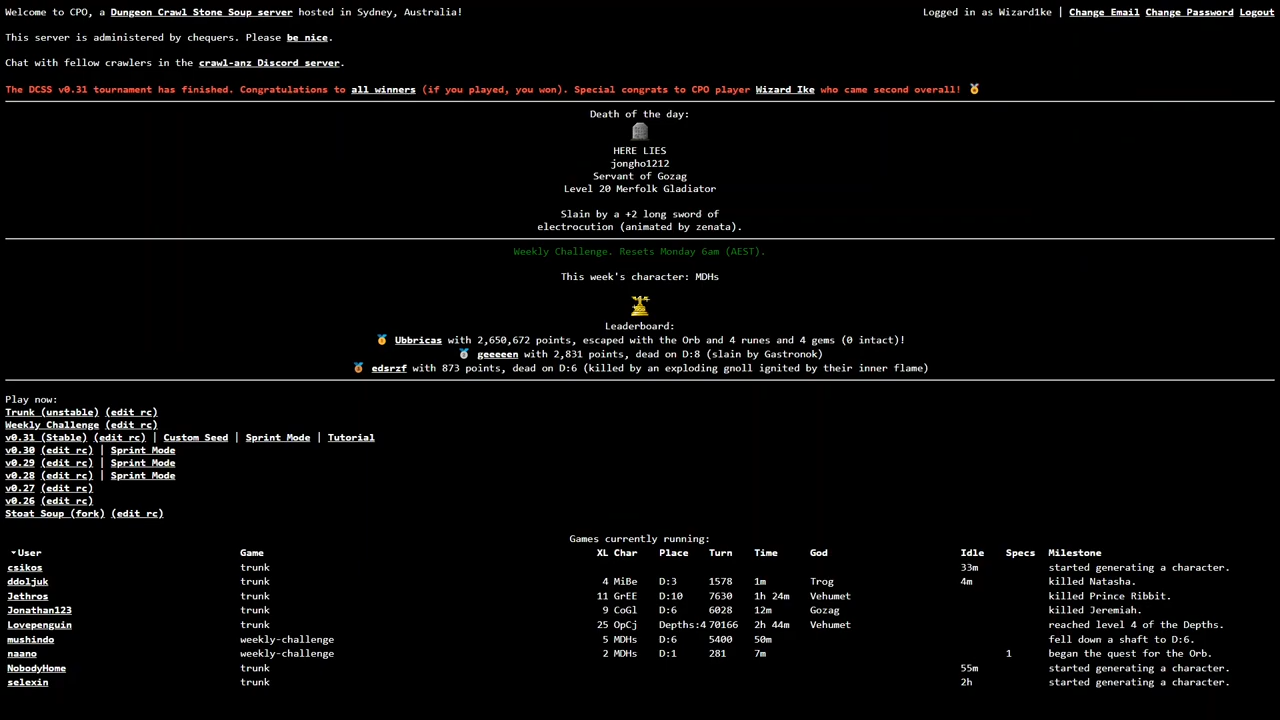 Welcome to CPO, a Dungeon Crawl Stone Soup server hosted in Sydney, Australia!
Logged in as Wizard1ke | Change Email Change Password Logout
This server is administered by chequers. Please be nice.
Chat with fellow crawlers in the crawl-anz Discord server.
The DCSS v0.31 tournament has finished. Congratulations to all winners (if you played, you won). Special congrats to CPO player Wizard Ike who came second overall! 🏅
Death of the day:
HERE LIES
jongho1212
Servant of Gozag
Level 20 Merfolk Gladiator
Slain by a +2 long sword of
electrocution (animated by zenata).
Weekly Challenge. Resets Monday 6am (AEST).
This week's character: MDHs
Leaderboard:
🥇 Ubbricas with 2,650,672 points, escaped with the Orb and 4 runes and 4 gems (0 intact)!
🥈 geeeeen with 2,831 points, dead on D:8 (slain by Gastronok)
🥉 edsrzf with 873 points, dead on D:6 (killed by an exploding gnoll ignited by their inner flame)
Play now:
Trunk (unstable) (edit rc)
Weekly Challenge (edit rc)
v0.31 (Stable) (edit rc) | Custom Seed | Sprint Mode | Tutorial
v0.30 (edit rc) | Sprint Mode
v0.29 (edit rc) | Sprint Mode
v0.28 (edit rc) | Sprint Mode
v0.27 (edit rc)
v0.26 (edit rc)
Stoat Soup (fork) (edit rc)
Games currently running:
User Game XL Char Place Turn Time God Idle Specs Milestone
csikos trunk 33m started generating a character.
ddoljuk trunk 4 MiBe D:3 1578 1m Trog 4m killed Natasha.
Jethros trunk 11 GrEE D:10 7630 1h 24m Vehumet killed Prince Ribbit.
Jonathan123 trunk 9 CoGl D:6 6028 12m Gozag killed Jeremiah.
Lovepenguin trunk 25 OpCj Depths:4 70166 2h 44m Vehumet reached level 4 of the Depths.
mushindo weekly-challenge 5 MDHs D:6 5400 50m fell down a shaft to D:6.
naano weekly-challenge 2 MDHs D:1 281 7m 1 began the quest for the Orb.
NobodyHome trunk 55m started generating a character.
selexin trunk 2h started generating a character.